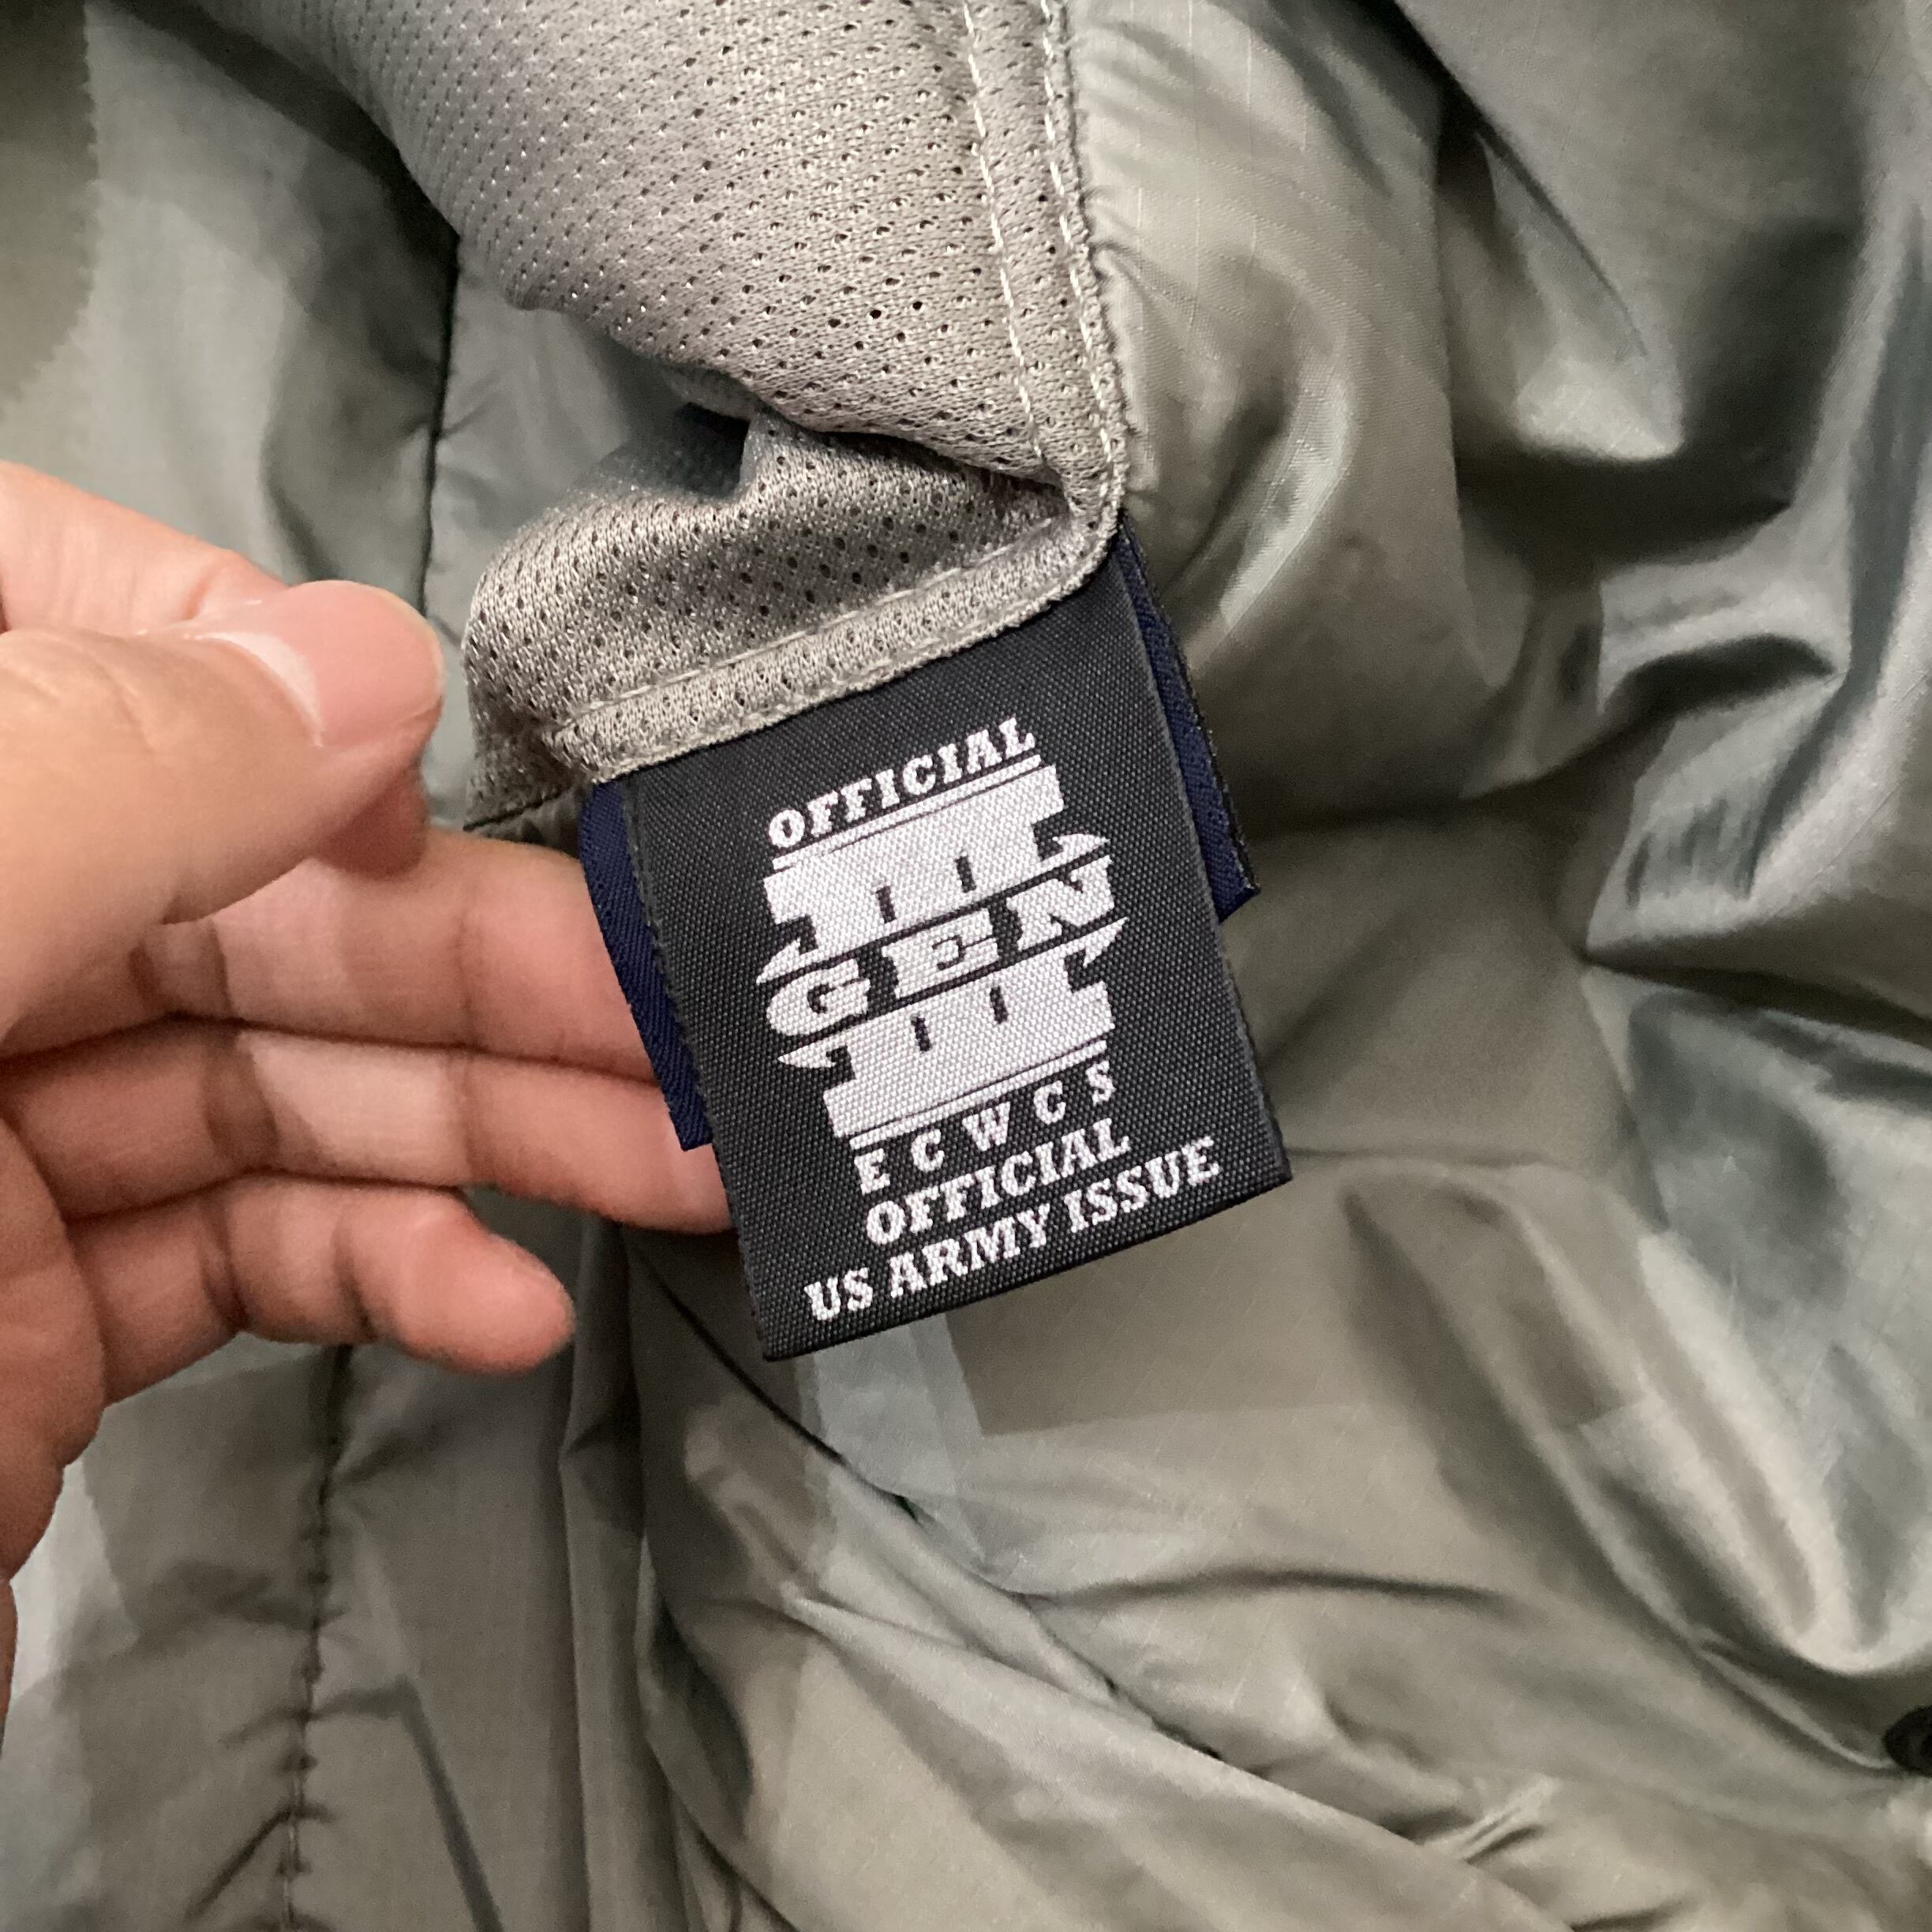 OFFICIAL
III
GEN
ECWCS
OFFICIAL
US ARMY ISSUE